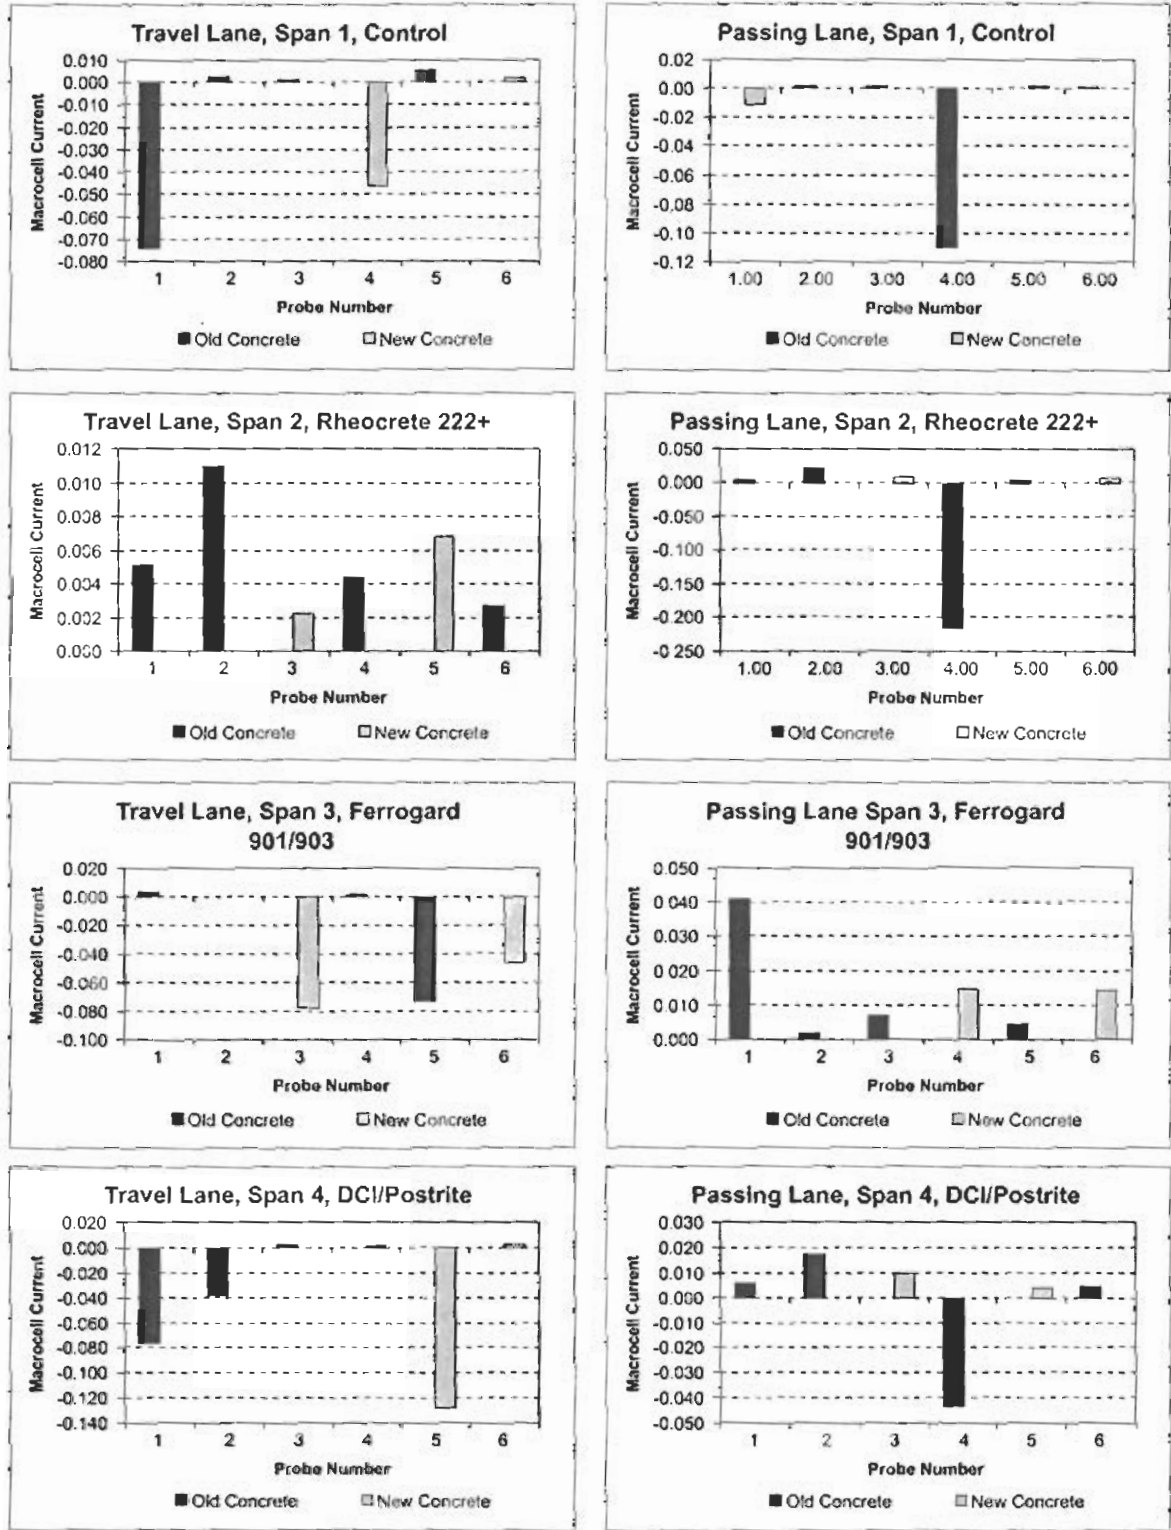 Travel Lane, Span 1, Control
Macrocell Current
0.010
0.000
-0.010
-0.020
-0.030
-0.040
-0.050
-0.060
-0.070
-0.080
1 2 3 4 5 6
Probe Number
Old Concrete New Concrete
Passing Lane, Span 1, Control
Macrocell Current
0.02
0.00
-0.02
-0.04
-0.06
-0.08
-0.10
-0.12
1.00 2.00 3.00 4.00 5.00 6.00
Probe Number
Old Concrete New Concrete
Travel Lane, Span 2, Rheocrete 222+
Macrocell Current
0.012
0.010
0.008
0.006
0.004
0.002
0.000
1 2 3 4 5 6
Probe Number
Old Concrete New Concrete
Passing Lane, Span 2, Rheocrete 222+
Macrocell Current
0.050
0.000
-0.050
-0.100
-0.150
-0.200
-0.250
1.00 2.00 3.00 4.00 5.00 6.00
Probe Number
Old Concrete New Concrete
Travel Lane, Span 3, Ferrogard
901/903
Macrocell Current
0.020
0.000
-0.020
-0.040
-0.060
-0.080
-0.100
1 2 3 4 5 6
Probe Number
Old Concrete New Concrete
Passing Lane Span 3, Ferrogard
901/903
Macrocell Current
0.050
0.040
0.030
0.020
0.010
0.000
1 2 3 4 5 6
Probe Number
Old Concrete New Concrete
Travel Lane, Span 4, DCI/Postrite
Macrocell Current
0.020
0.000
-0.020
-0.040
-0.060
-0.080
-0.100
-0.120
-0.140
1 2 3 4 5 6
Probe Number
Old Concrete New Concrete
Passing Lane, Span 4, DCI/Postrite
Macrocell Current
0.030
0.020
0.010
0.000
-0.010
-0.020
-0.030
-0.040
-0.050
1 2 3 4 5 6
Probe Number
Old Concrete New Concrete